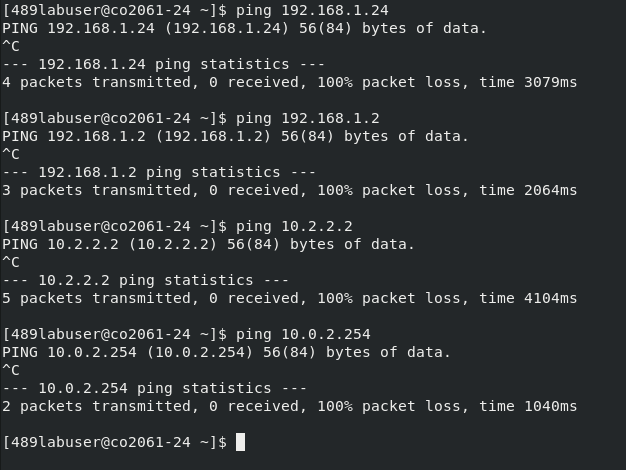 [489labuser@co2061-24 ~]$ ping 192.168.1.24
PING 192.168.1.24 (192.168.1.24) 56(84) bytes of data.
^C
--- 192.168.1.24 ping statistics ---
4 packets transmitted, 0 received, 100% packet loss, time 3079ms
[489labuser@co2061-24 ~]$ ping 192.168.1.2
PING 192.168.1.2 (192.168.1.2) 56(84) bytes of data.
^C
--- 192.168.1.2 ping statistics ---
3 packets transmitted, 0 received, 100% packet loss, time 2064ms
[489labuser@co2061-24 ~]$ ping 10.2.2.2
PING 10.2.2.2 (10.2.2.2) 56(84) bytes of data.
^C
--- 10.2.2.2 ping statistics ---
5 packets transmitted, 0 received, 100% packet loss, time 4104ms
[489labuser@co2061-24 ~]$ ping 10.0.2.254
PING 10.0.2.254 (10.0.2.254) 56(84) bytes of data.
^C
--- 10.0.2.254 ping statistics ---
2 packets transmitted, 0 received, 100% packet loss, time 1040ms
[489labuser@co2061-24 ~]$